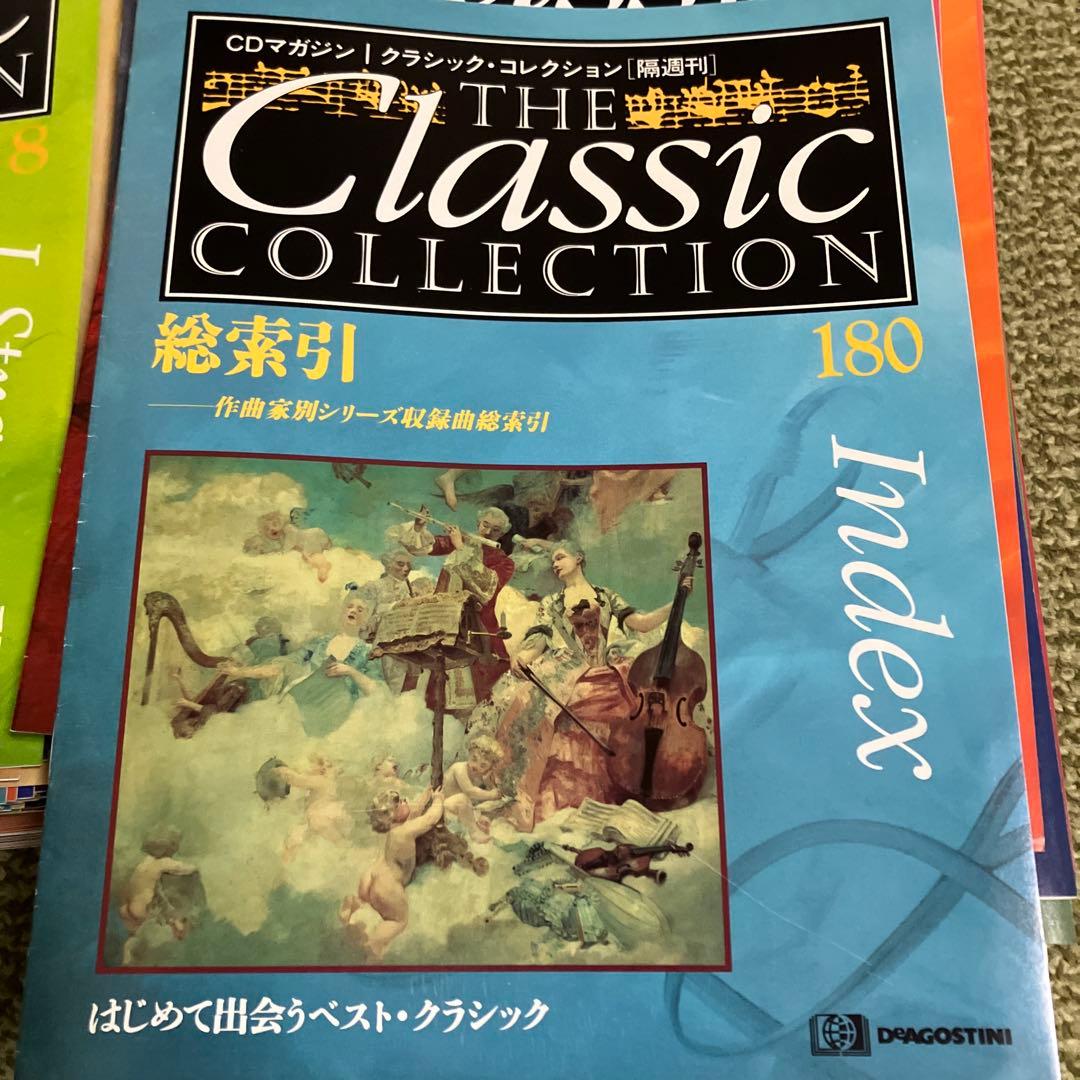 CDマガジン | クラシック・コレクション[隔週刊]
THE
Classic
COLLECTION
総索引
180
――作曲家別シリーズ収録曲総索引
Index
はじめて出会うベスト・クラシック
DeAGOSTINI
N
8